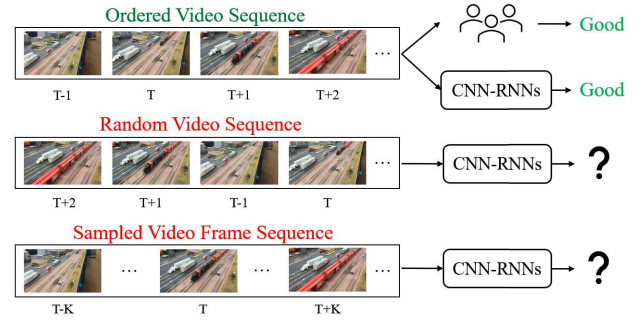 Ordered Video Sequence
... Good
T-1 T T+1 T+2
CNN-RNNs Good
Random Video Sequence
... CNN-RNNs ?
T+2 T+1 T-1 T
Sampled Video Frame Sequence
... ... ... CNN-RNNs ?
T-K T T+K